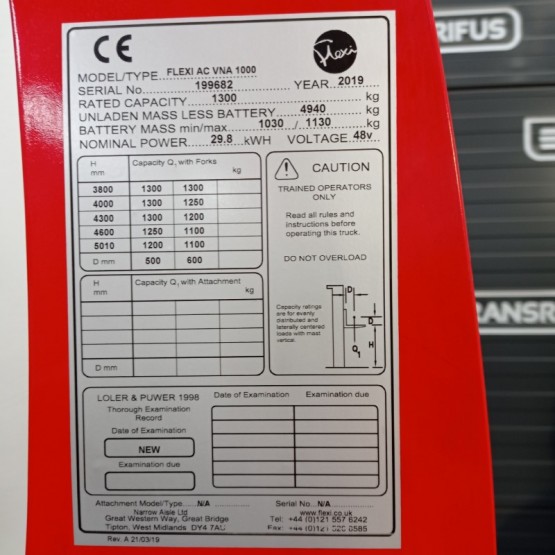 CE
Flexi
MODEL/TYPE FLEXI AC VNA 1000
SERIAL No. 199682 YEAR 2019
RATED CAPACITY 1300 kg
UNLADEN MASS LESS BATTERY 4940 kg
BATTERY MASS min/max 1030 / 1130 kg
NOMINAL POWER 29.8 kWH VOLTAGE 48v
H mm Capacity Q, with Forks kg
3800 1300 1300
4000 1300 1250
4300 1300 1200
4600 1250 1100
5010 1200 1100
D mm 500 600
CAUTION
TRAINED OPERATORS
ONLY
Read all rules and
instructions before
operating this truck.
DO NOT OVERLOAD
H mm Capacity Q, with Attachment kg
D mm
Capacity ratings
are for evenly
distributed and
laterally centered
loads with mast
vertical.
D
D
H
Q1
LOLER & PUWER 1998
Thorough Examination
Record
Date of Examination
NEW
Examination due
Date of Examination Examination due
Attachment Model/Type N/A Serial No. N/A
Narrow Aisle Ltd
Great Western Way, Great Bridge
Tipton, West Midlands DY4 7AU
www.flexi.co.uk
Tel: +44 (0)121 557 6242
Fax: +44 (0)121 520 0585
Rev. A 21/03/19
RIFUS
RANSR